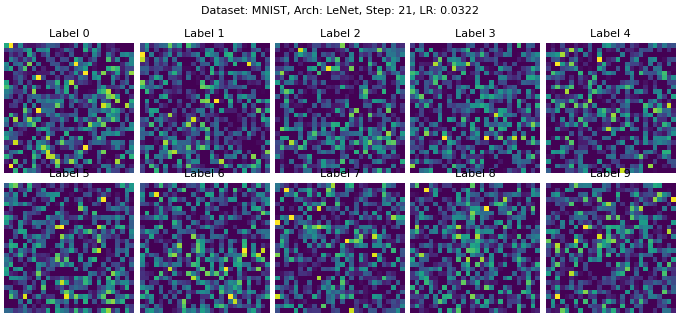 Dataset: MNIST, Arch: LeNet, Step: 21, LR: 0.0322
Label 0 Label 1 Label 2 Label 3 Label 4
Label 5 Label 6 Label 7 Label 8 Label 9